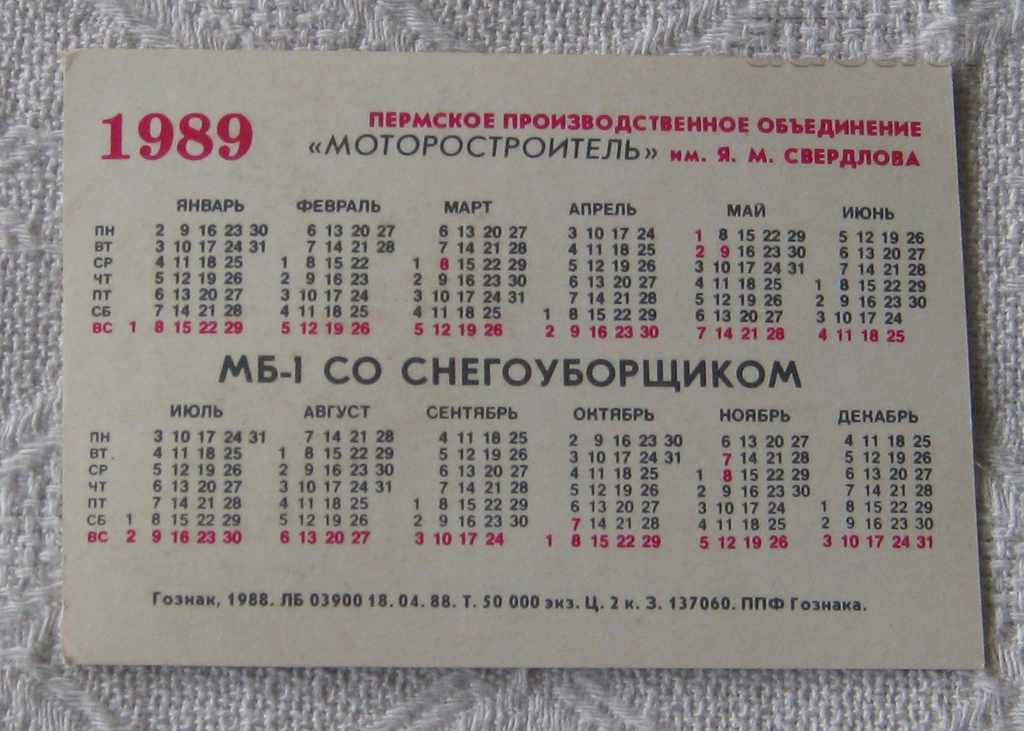 1989
ПЕРМСКОЕ ПРОИЗВОДСТВЕННОЕ ОБЪЕДИНЕНИЕ
«МОТОРОСТРОИТЕЛЬ» им. Я. М. СВЕРДЛОВА
ЯНВАРЬ ФЕВРАЛЬ МАРТ АПРЕЛЬ МАЙ ИЮНЬ
ПН 2 9 16 23 30 6 13 20 27 6 13 20 27 3 10 17 24 1 8 15 22 29 5 12 19 26
ВТ 3 10 17 24 31 7 14 21 28 7 14 21 28 4 11 18 25 2 9 16 23 30 6 13 20 27
СР 4 11 18 25 1 8 15 22 1 8 15 22 29 5 12 19 26 3 10 17 24 31 7 14 21 28
ЧТ 5 12 19 26 2 9 16 23 2 9 16 23 30 6 13 20 27 4 11 18 25 1 8 15 22 29
ПТ 6 13 20 27 3 10 17 24 3 10 17 24 31 7 14 21 28 5 12 19 26 2 9 16 23 30
СБ 7 14 21 28 4 11 18 25 4 11 18 25 1 8 15 22 29 6 13 20 27 3 10 17 24
ВС 1 8 15 22 29 5 12 19 26 5 12 19 26 2 9 16 23 30 7 14 21 28 4 11 18 25
МБ-1 СО СНЕГОУБОРЩИКОМ
ИЮЛЬ АВГУСТ СЕНТЯБРЬ ОКТЯБРЬ НОЯБРЬ ДЕКАБРЬ
ПН 3 10 17 24 31 7 14 21 28 4 11 18 25 2 9 16 23 30 6 13 20 27 4 11 18 25
ВТ. 4 11 18 25 1 8 15 22 29 5 12 19 26 3 10 17 24 31 7 14 21 28 5 12 19 26
СР 5 12 19 26 2 9 16 23 30 6 13 20 27 4 11 18 25 1 8 15 22 29 6 13 20 27
ЧТ 6 13 20 27 3 10 17 24 31 7 14 21 28 5 12 19 26 2 9 16 23 30 7 14 21 28
ПТ 7 14 21 28 4 11 18 25 1 8 15 22 29 6 13 20 27 3 10 17 24 1 8 15 22 29
СБ 1 8 15 22 29 5 12 19 26 2 9 16 23 30 7 14 21 28 4 11 18 25 2 9 16 23 30
ВС 2 9 16 23 30 6 13 20 27 3 10 17 24 1 8 15 22 29 5 12 19 26 3 10 17 24 31
Гознак, 1988. ЛБ 03900 18. 04. 88. Т. 50 000 экз. Ц. 2 к. З. 137060. ППФ Гознака.